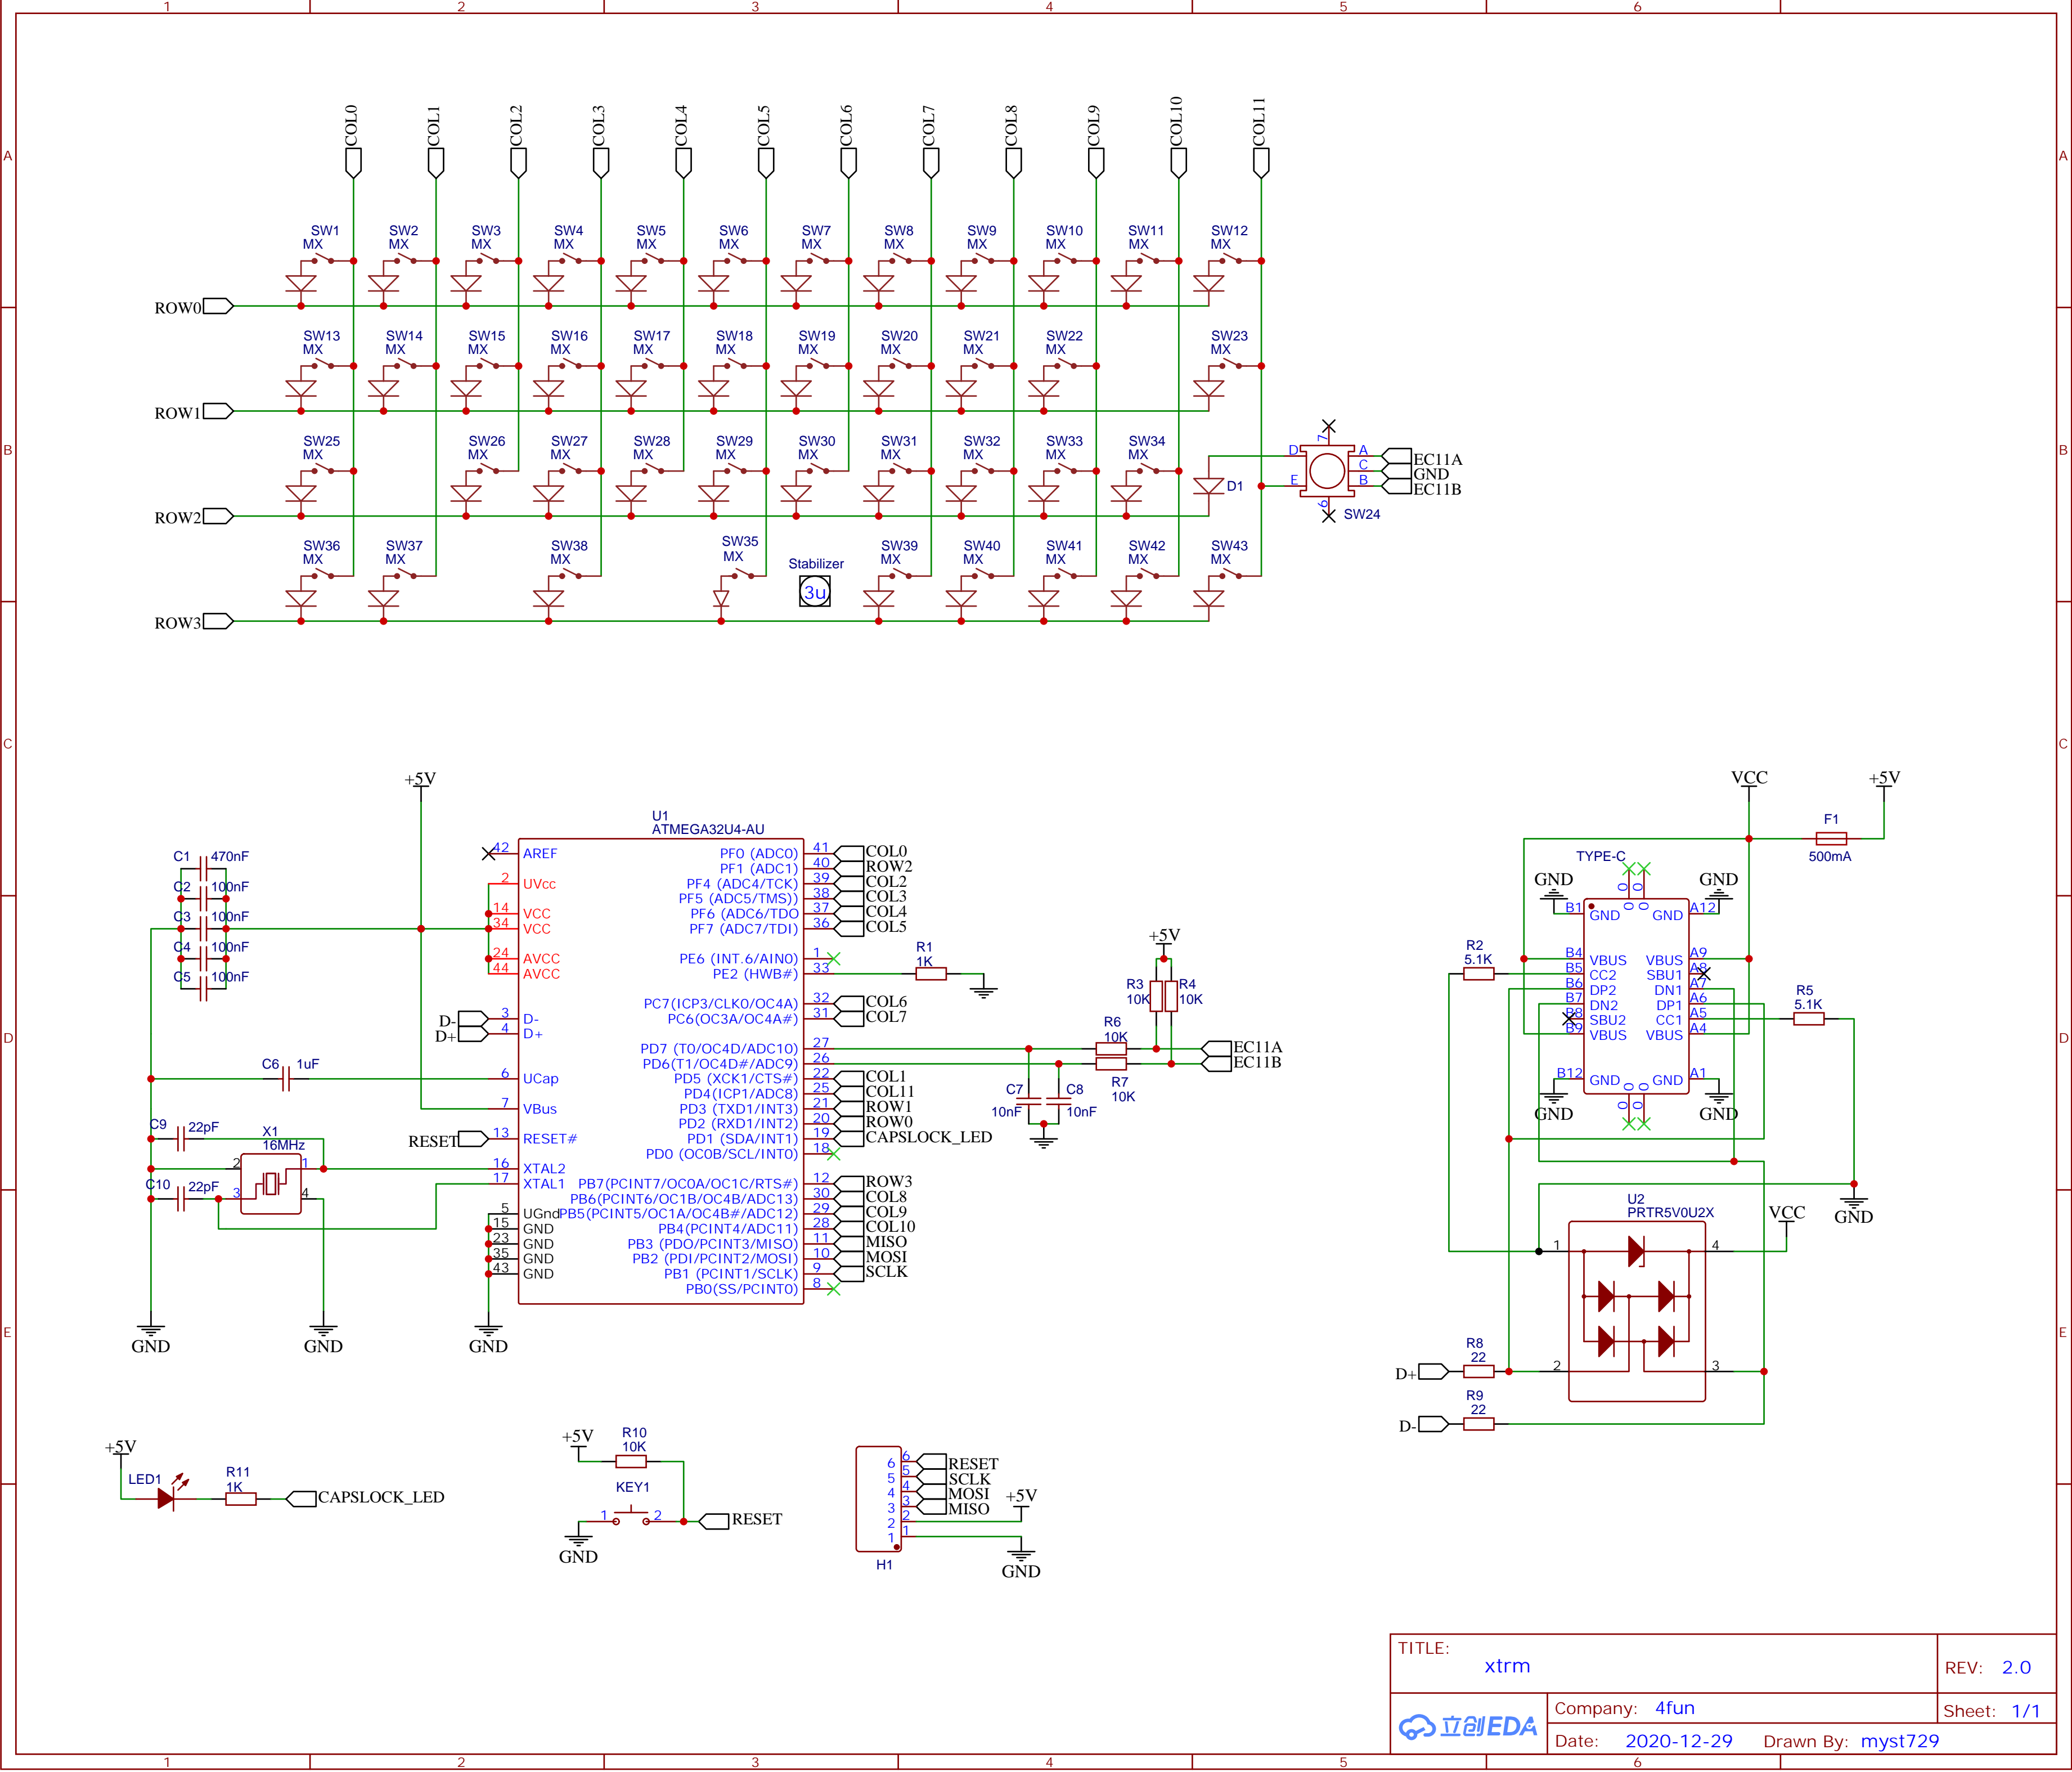 1 2 3 4 5 6
A A
B B
C C
D D
E E
COL0 COL1 COL2 COL3 COL4 COL5 COL6 COL7 COL8 COL9 COL10 COL11
SW1 SW2 SW3 SW4 SW5 SW6 SW7 SW8 SW9 SW10 SW11 SW12
MX MX MX MX MX MX MX MX MX MX MX MX
ROW0
SW13 SW14 SW15 SW16 SW17 SW18 SW19 SW20 SW21 SW22 SW23
MX MX MX MX MX MX MX MX MX MX MX
ROW1
SW25 SW26 SW27 SW28 SW29 SW30 SW31 SW32 SW33 SW34
MX MX MX MX MX MX MX MX MX MX
ROW2
D1
7
D A EC11A
C GND
E B EC11B
6
SW24
SW36 SW37 SW38 SW35 SW39 SW40 SW41 SW42 SW43
MX MX MX MX MX MX MX MX MX
Stabilizer
3u
ROW3
+5V
C1 470nF
C2 100nF
C3 100nF
C4 100nF
C5 100nF
C6 1uF
C9 22pF
X1
16MHz
2 1
3 4
C10 22pF
GND GND GND
U1
ATMEGA32U4-AU
42 AREF
2 UVcc
14 VCC
34 VCC
24 AVCC
44 AVCC
D- 3 D-
D+ 4 D+
6 UCap
7 VBus
RESET 13 RESET#
16 XTAL2
17 XTAL1
5 UGnd
15 GND
23 GND
35 GND
43 GND
PF0 (ADC0) 41 COL0
PF1 (ADC1) 40 ROW2
PF4 (ADC4/TCK) 39 COL2
PF5 (ADC5/TMS)) 38 COL3
PF6 (ADC6/TDO 37 COL4
PF7 (ADC7/TDI) 36 COL5
PE6 (INT.6/AIN0) 1
PE2 (HWB#) 33
R1
1K
PC7(ICP3/CLK0/OC4A) 32 COL6
PC6(OC3A/OC4A#) 31 COL7
PD7 (T0/OC4D/ADC10) 27
PD6(T1/OC4D#/ADC9) 26
PD5 (XCK1/CTS#) 22 COL1
PD4(ICP1/ADC8) 25 COL11
PD3 (TXD1/INT3) 21 ROW1
PD2 (RXD1/INT2) 20 ROW0
PD1 (SDA/INT1) 19 CAPSLOCK_LED
PD0 (OC0B/SCL/INT0) 18
PB7(PCINT7/OC0A/OC1C/RTS#) 12 ROW3
PB6(PCINT6/OC1B/OC4B/ADC13) 30 COL8
PB5(PCINT5/OC1A/OC4B#/ADC12) 29 COL9
PB4(PCINT4/ADC11) 28 COL10
PB3 (PDO/PCINT3/MISO) 11 MISO
PB2 (PDI/PCINT2/MOSI) 10 MOSI
PB1 (PCINT1/SCLK) 9 SCLK
PB0(SS/PCINT0) 8
+5V
R3 R4
10K 10K
R6
10K
EC11A
EC11B
R7
10K
C7 C8
10nF 10nF
VCC +5V
F1
500mA
TYPE-C
GND GND
0 0
0 0
B1 GND GND A12
B4 VBUS VBUS A9
B5 CC2 SBU1 A8
B6 DP2 DN1 A7
B7 DN2 DP1 A6
B8 SBU2 CC1 A5
B9 VBUS VBUS A4
B12 GND GND A1
0 0
0 0
GND GND
R2
5.1K
R5
5.1K
GND
U2
PRTR5V0U2X
VCC
1 4
2 3
D+
R8
22
D-
R9
22
+5V
LED1
R11
1K
CAPSLOCK_LED
+5V
R10
10K
KEY1
1 2
RESET
GND
6 6 RESET
5 5 SCLK
4 4 MOSI
3 3 MISO
2 2 +5V
1 1
H1
GND
TITLE:
xtrm
REV: 2.0
立创EDA
Company: 4fun
Sheet: 1/1
Date: 2020-12-29 Drawn By: myst729
1 2 3 4 5 6